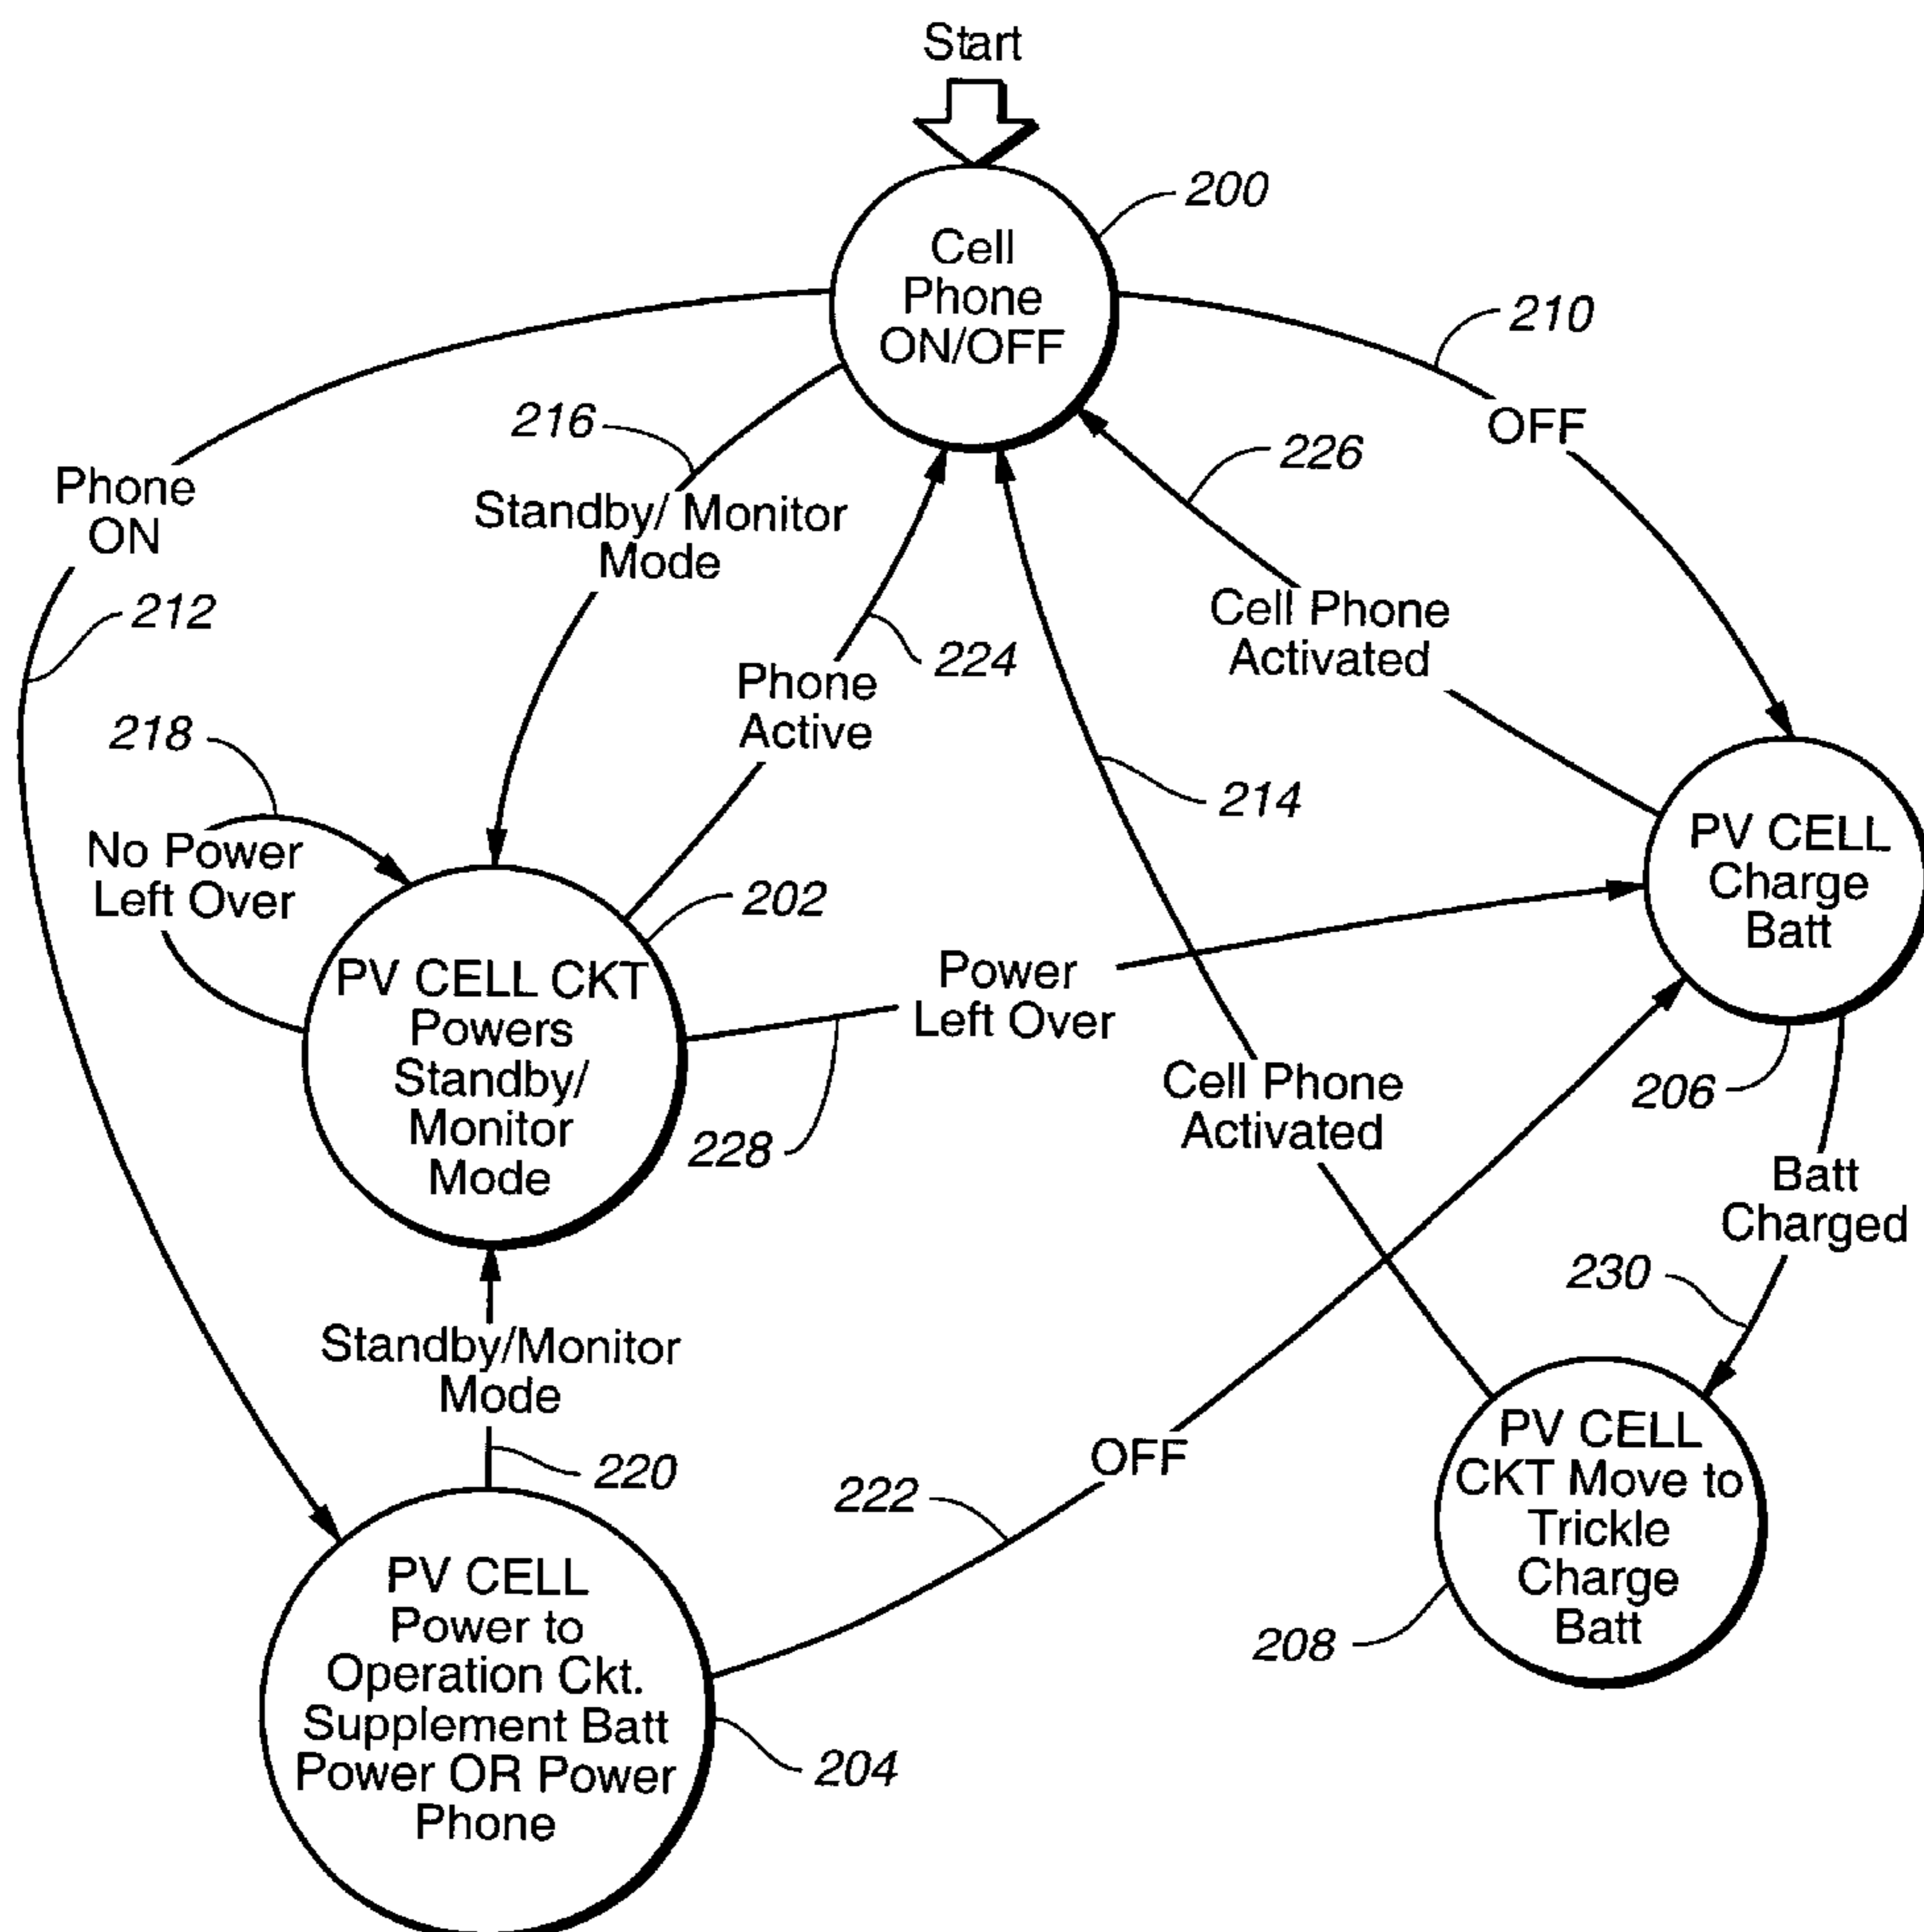 Start
200
Cell
Phone
ON/OFF
210
OFF
216
226
Phone
ON
Standby/ Monitor
Mode
212
Cell Phone
Activated
224
Phone
Active
218
214
No Power
Left Over
202
PV CELL
Charge
Batt
PV CELL CKT
Powers
Standby/
Monitor
Mode
Power
Left Over
228
Cell Phone
Activated
206
Batt
Charged
230
Standby/Monitor
Mode
220
OFF
222
PV CELL
CKT Move to
Trickle
Charge
Batt
208
PV CELL
Power to
Operation Ckt.
Supplement Batt
Power OR Power
Phone
204